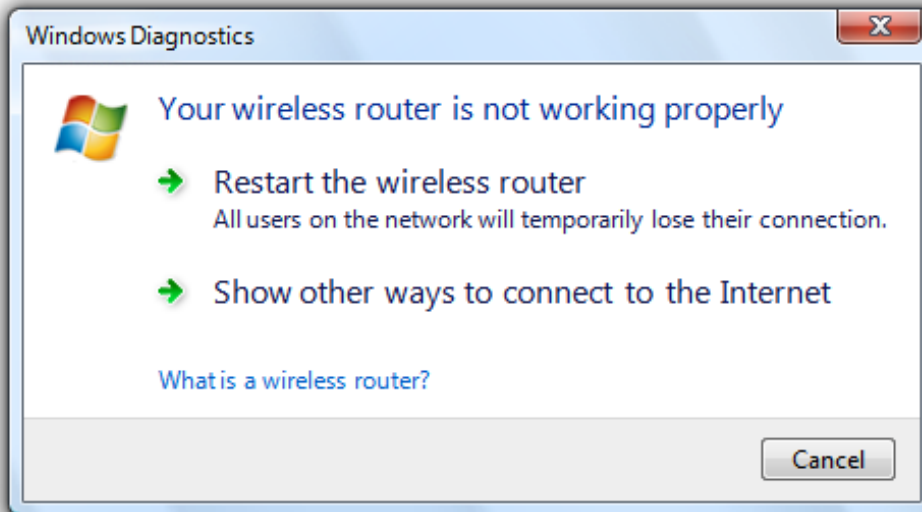 Windows Diagnostics
Your wireless router is not working properly
Restart the wireless router
All users on the network will temporarily lose their connection.
Show other ways to connect to the Internet
What is a wireless router?
Cancel